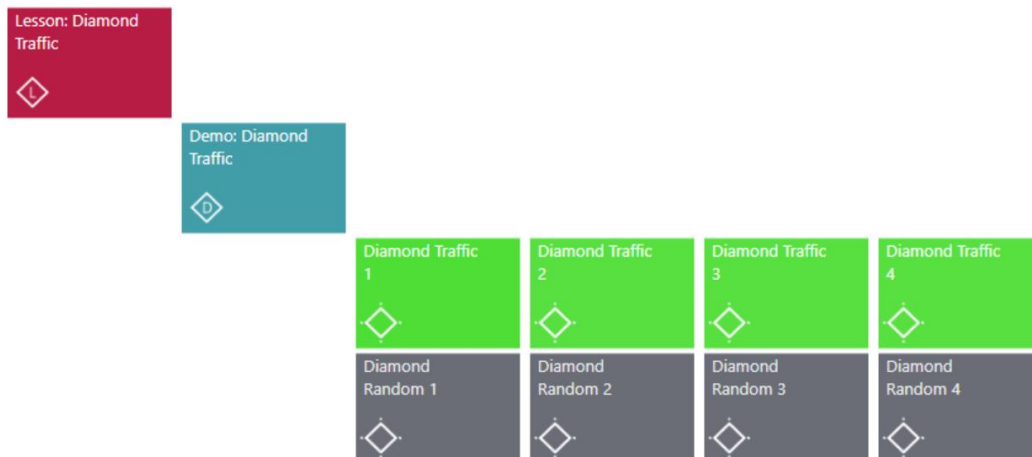 Lesson: Diamond
Traffic
L
Demo: Diamond
Traffic
D
Diamond Traffic
1
Diamond Traffic
2
Diamond Traffic
3
Diamond Traffic
4
Diamond
Random 1
Diamond
Random 2
Diamond
Random 3
Diamond
Random 4